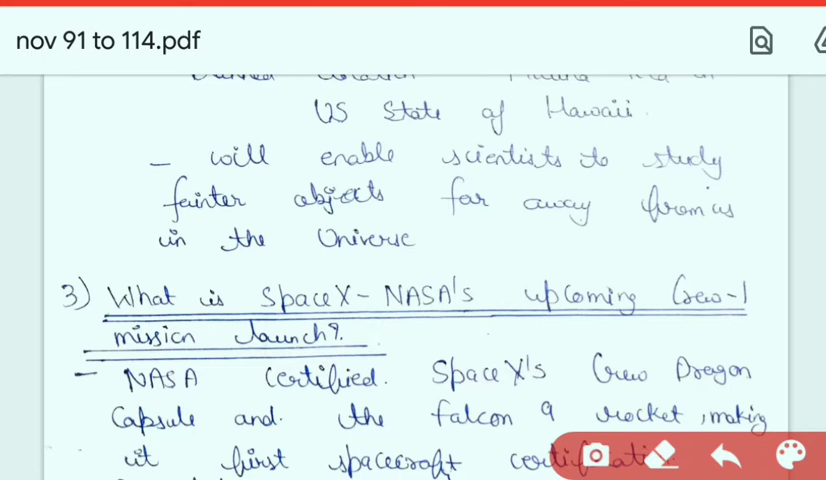 nov 91 to 114.pdf
US State of Hawaii.
– will enable scientists to study
fainter objects far away from us
in the Universe
3) What is SpaceX-NASA's upcoming Crew-1
mission launch?.
– NASA certified. SpaceX's Crew Dragon
Capsule and. the falcon 9 rocket, making
it first spacecraft